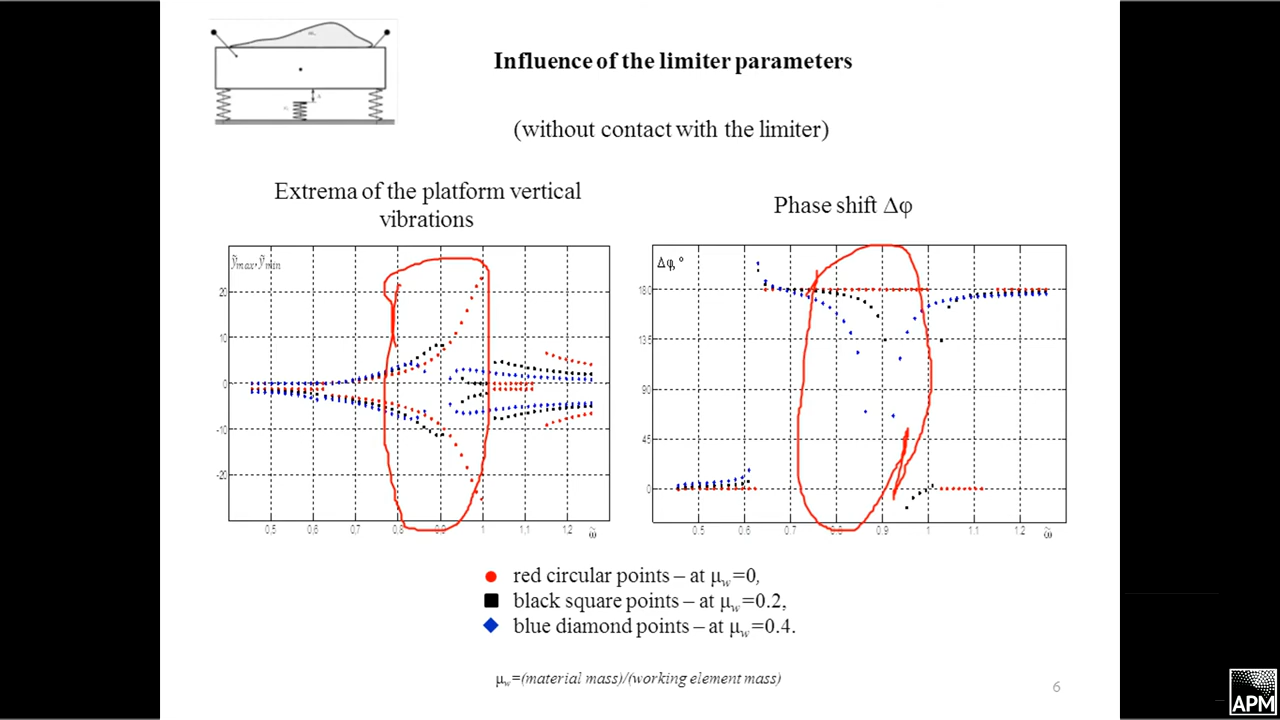 Influence of the limiter parameters
(without contact with the limiter)
Extrema of the platform vertical
vibrations
Phase shift Δφ
ỹmax, ỹmin
20
10
0
-10
-20
0,5 0,6 0,7 0,8 0,9 1 1,1 1,2
ω̃
Δφ,°
180
135
90
45
0
0.5 0.6 0.7 0.8 0.9 1 1.1 1.2
ω̃
red circular points – at μw=0,
black square points – at μw=0.2,
blue diamond points – at μw=0.4.
μw=(material mass)/(working element mass)
6
APM